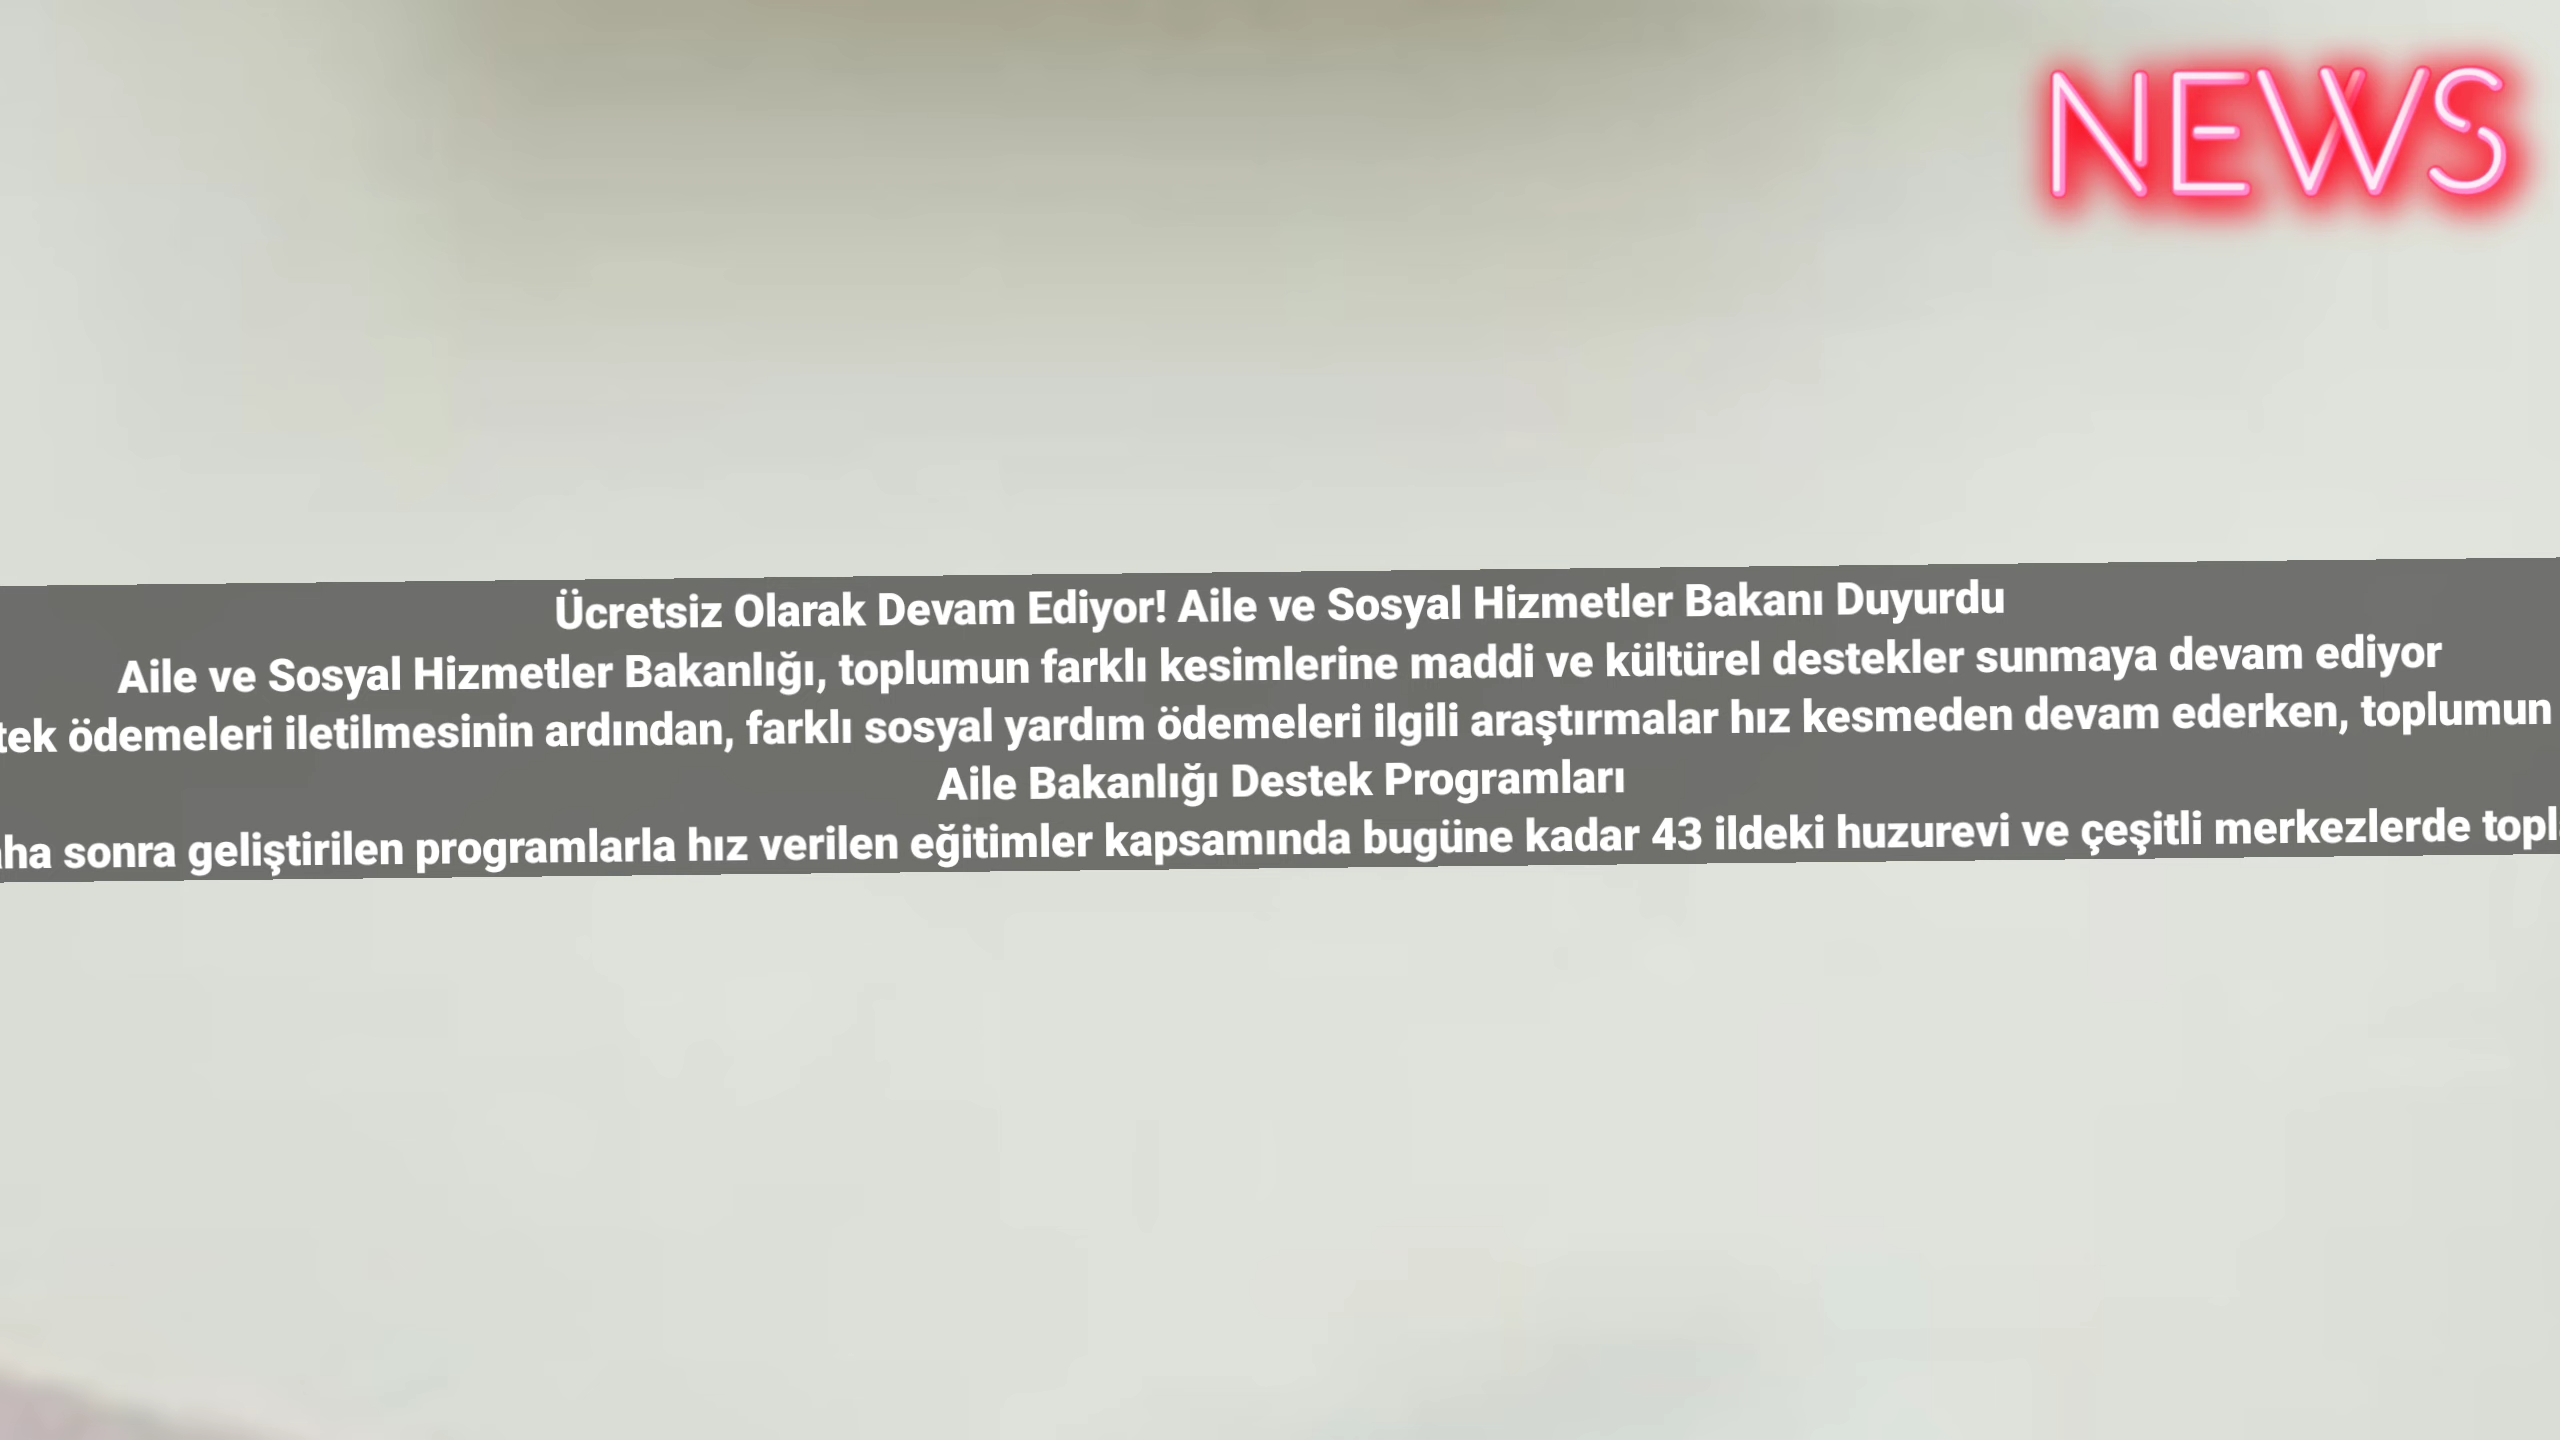 NEWS
Ücretsiz Olarak Devam Ediyor! Aile ve Sosyal Hizmetler Bakanı Duyurdu
Aile ve Sosyal Hizmetler Bakanlığı, toplumun farklı kesimlerine maddi ve kültürel destekler sunmaya devam ediyor
ödemeleri iletilmesinin ardından, farklı sosyal yardım ödemeleri ilgili araştırmalar hız kesmeden devam ederken, toplumun
Aile Bakanlığı Destek Programları
sonra geliştirilen programlarla hız verilen eğitimler kapsamında bugüne kadar 43 ildeki huzurevi ve çeşitli merkezlerde